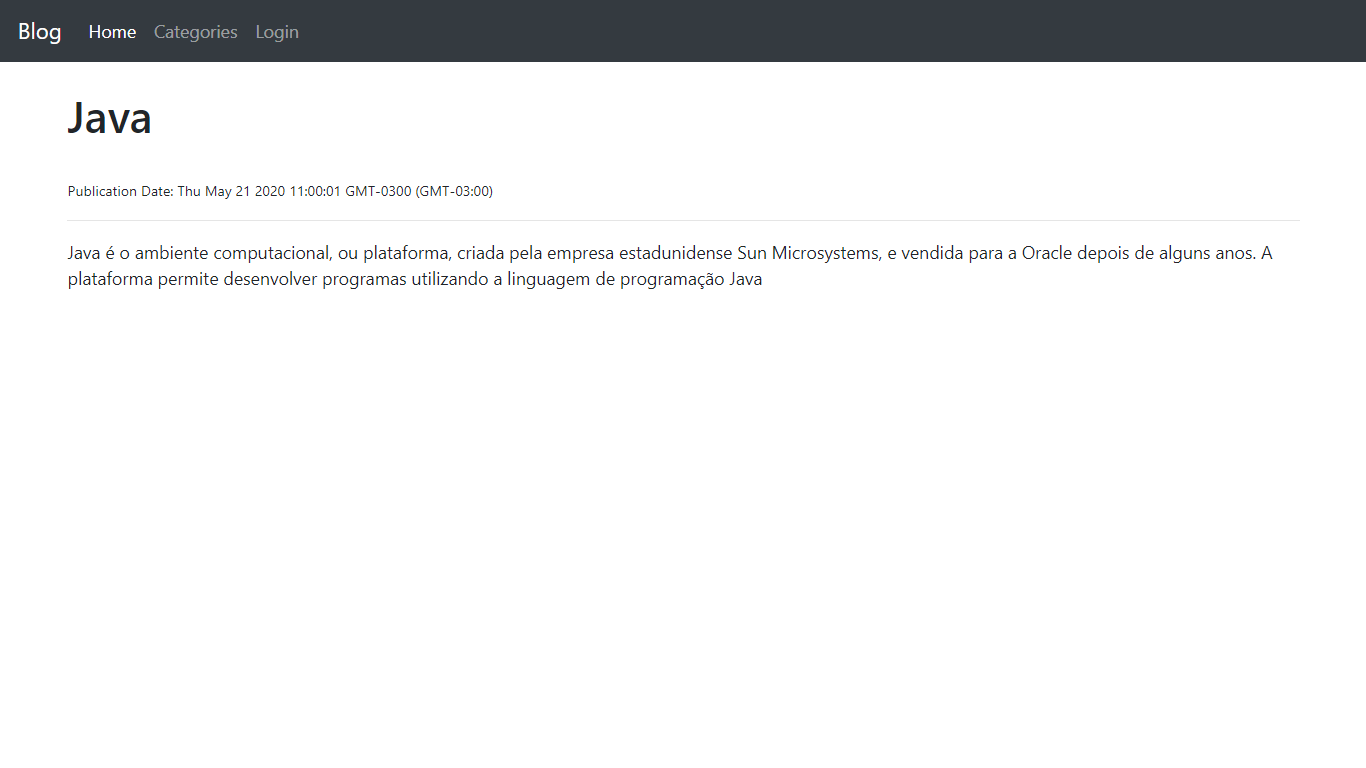 Blog Home Categories Login
Java
Publication Date: Thu May 21 2020 11:00:01 GMT-0300 (GMT-03:00)
Java é o ambiente computacional, ou plataforma, criada pela empresa estadunidense Sun Microsystems, e vendida para a Oracle depois de alguns anos. A
plataforma permite desenvolver programas utilizando a linguagem de programação Java